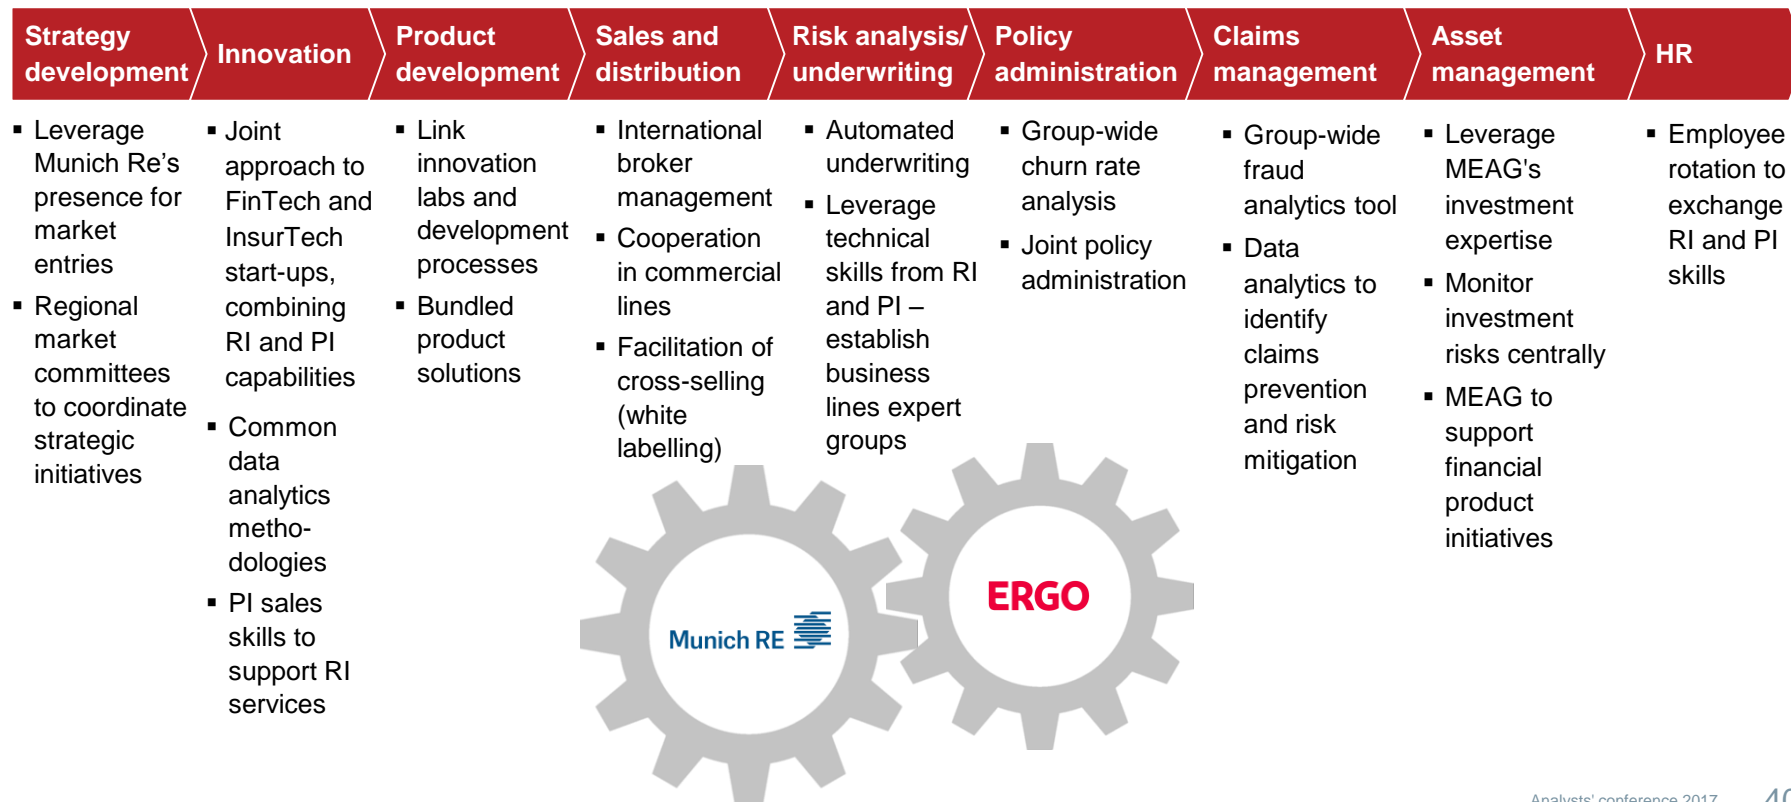 Strategy
development
Innovation
Product
development
Sales and
distribution
Risk analysis/
underwriting
Policy
administration
Claims
management
Asset
management
HR
▪ Leverage
Munich Re’s
presence for
market
entries
▪ Regional
market
committees
to coordinate
strategic
initiatives
▪ Joint
approach to
FinTech and
InsurTech
start-ups,
combining
RI and PI
capabilities
▪ Common
data
analytics
metho-
dologies
▪ PI sales
skills to
support RI
services
▪ Link
innovation
labs and
development
processes
▪ Bundled
product
solutions
▪ International
broker
management
▪ Cooperation
in commercial
lines
▪ Facilitation of
cross-selling
(white
labelling)
▪ Automated
underwriting
▪ Leverage
technical
skills from RI
and PI –
establish
business
lines expert
groups
▪ Group-wide
churn rate
analysis
▪ Joint policy
administration
▪ Group-wide
fraud
analytics tool
▪ Data
analytics to
identify
claims
prevention
and risk
mitigation
▪ Leverage
MEAG's
investment
expertise
▪ Monitor
investment
risks centrally
▪ MEAG to
support
financial
product
initiatives
▪ Employee
rotation to
exchange
RI and PI
skills
Munich RE
ERGO
Analysts' conference 2017 40